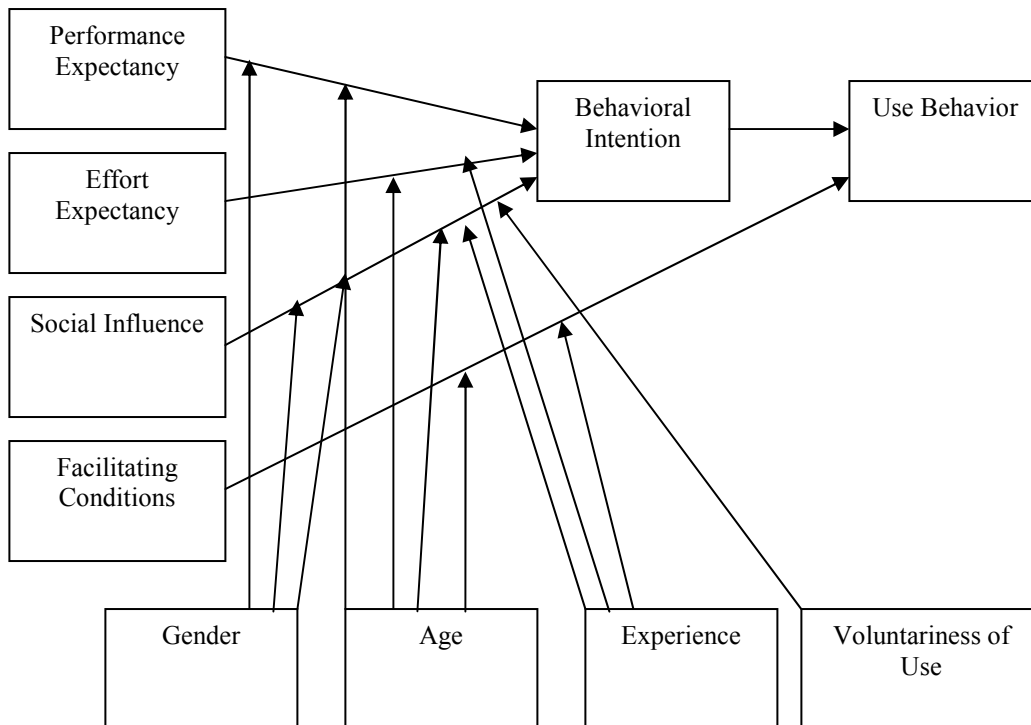 Performance
Expectancy
Effort
Expectancy
Social Influence
Facilitating
Conditions
Behavioral
Intention
Use Behavior
Gender
Age
Experience
Voluntariness of
Use